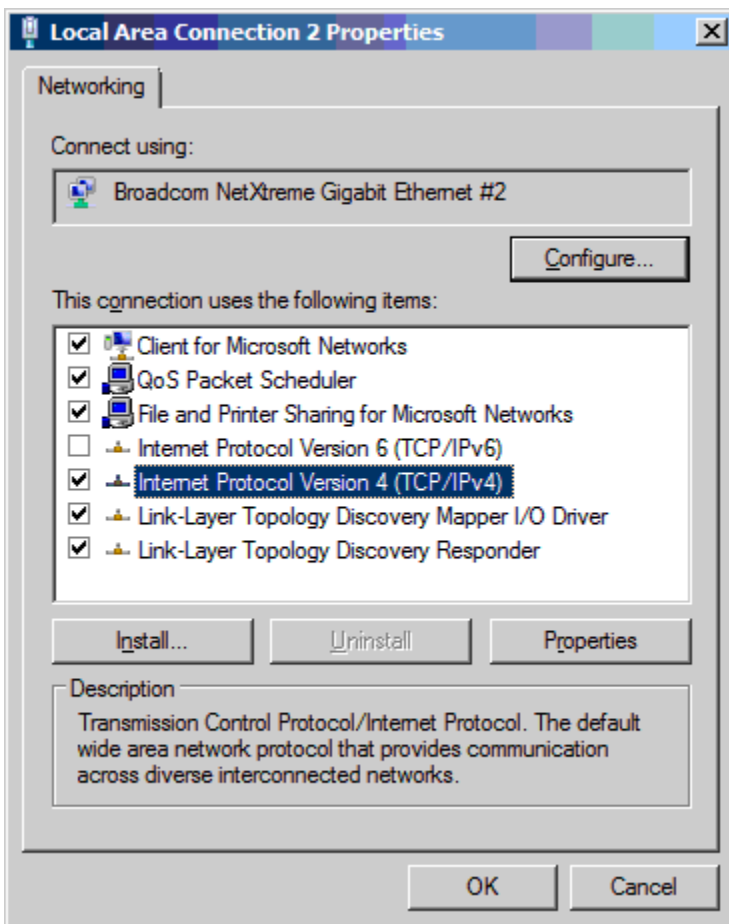 Local Area Connection 2 Properties
Networking
Connect using:
Broadcom NetXtreme Gigabit Ethernet #2
Configure...
This connection uses the following items:
Client for Microsoft Networks
QoS Packet Scheduler
File and Printer Sharing for Microsoft Networks
Internet Protocol Version 6 (TCP/IPv6)
Internet Protocol Version 4 (TCP/IPv4)
Link-Layer Topology Discovery Mapper I/O Driver
Link-Layer Topology Discovery Responder
Install... Uninstall Properties
Description
Transmission Control Protocol/Internet Protocol. The default
wide area network protocol that provides communication
across diverse interconnected networks.
OK Cancel